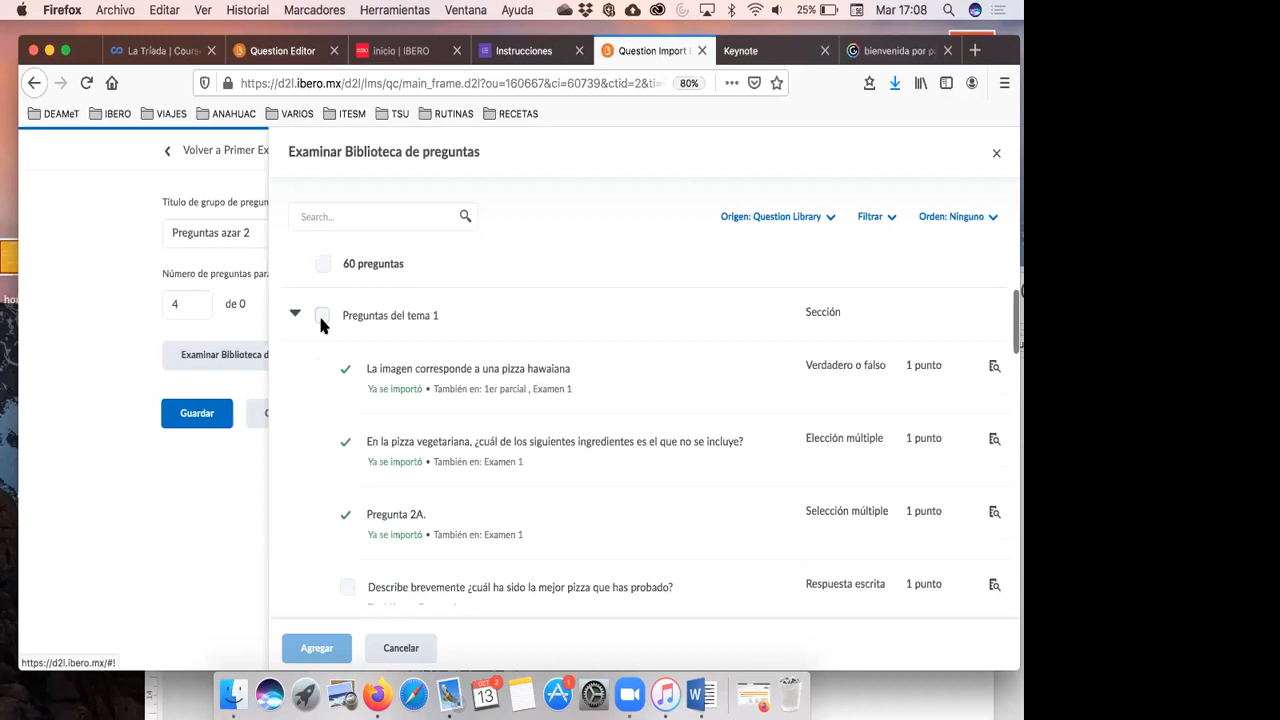 Firefox Archivo Editar Ver Historial Marcadores Herramientas Ventana Ayuda 25% Mar 17:08
La Tríada | Cours Question Editor inicio | IBERO Instrucciones Question Import Keynote bienvenida por p
https://d2l.ibero.mx/d2l/lms/qc/main_frame.d2l?ou=160667&ci=60739&ctid=2&ti= 80%
DEAMeT IBERO VIAJES ANAHUAC VARIOS ITESM TSU RUTINAS RECETAS
Volver a Primer Ex
Título de grupo de pregun
Preguntas azar 2
Número de preguntas para
4 de 0
Examinar Biblioteca d
Guardar
Examinar Biblioteca de preguntas
Search...
Origen: Question Library Filtrar Orden: Ninguno
60 preguntas
Preguntas del tema 1 Sección
La imagen corresponde a una pizza hawaiana Verdadero o falso 1 punto
Ya se importó • También en: 1er parcial , Examen 1
En la pizza vegetariana, ¿cuál de los siguientes ingredientes es el que no se incluye? Elección múltiple 1 punto
Ya se importó • También en: Examen 1
Pregunta 2A. Selección múltiple 1 punto
Ya se importó • También en: Examen 1
Describe brevemente ¿cuál ha sido la mejor pizza que has probado? Respuesta escrita 1 punto
Agregar Cancelar
https://d2l.ibero.mx/d2l/#!
OCT
13
2
1